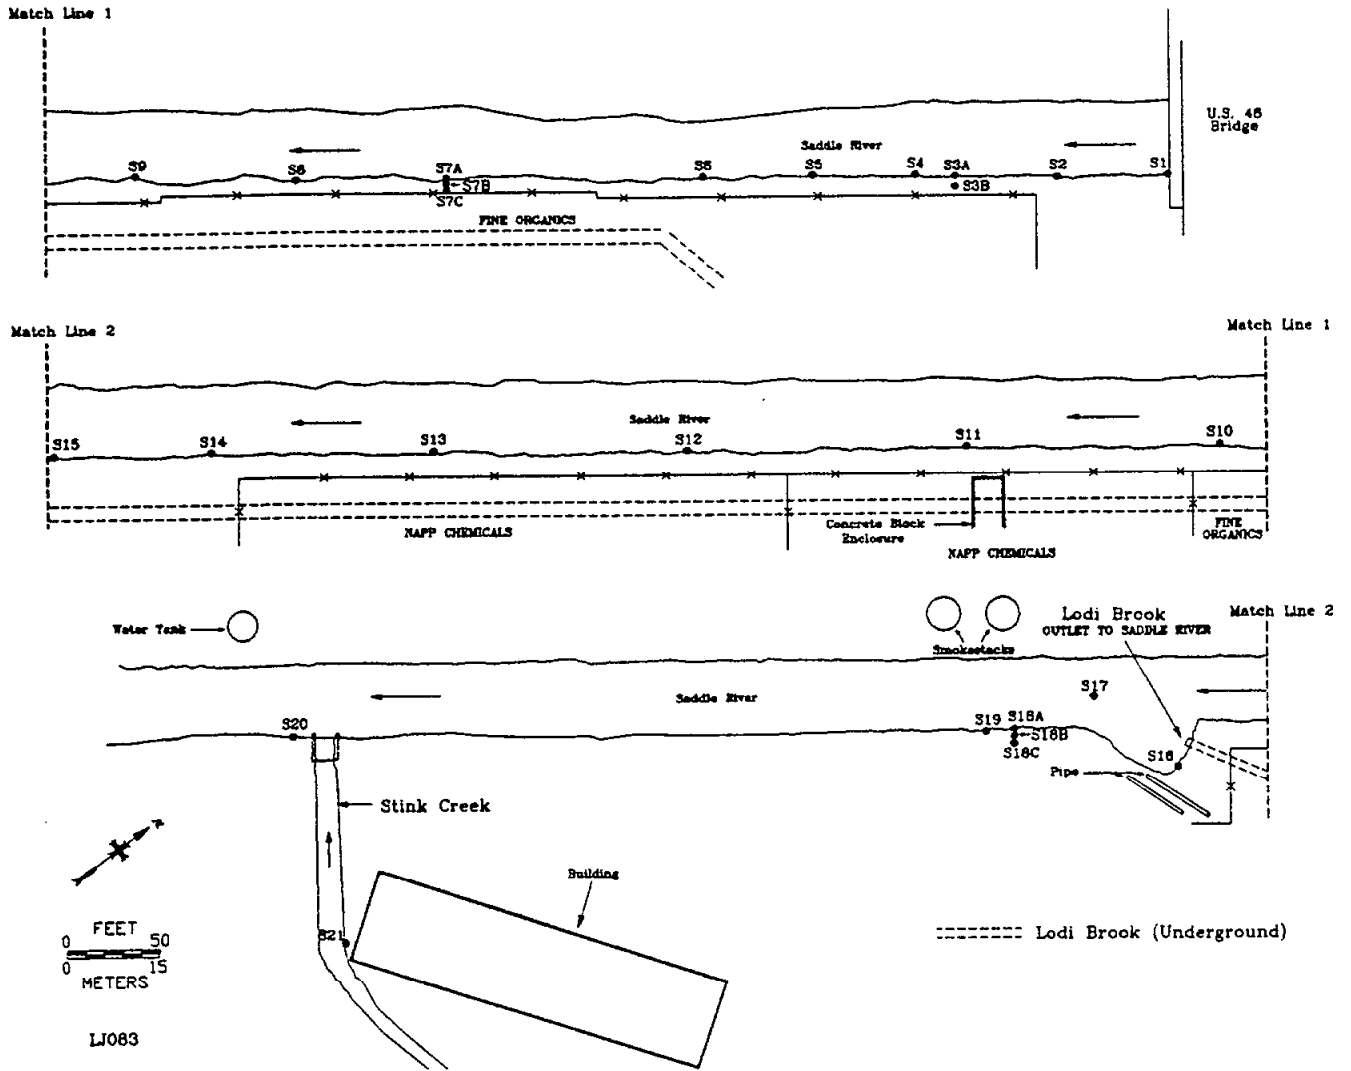 Match Line 1
U.S. 46
Bridge
Saddle River
S9
S8
S7A
S7B
S7C
S6
S5
S4
S3A
S3B
S2
S1
FINE ORGANICS
Match Line 2
Match Line 1
Saddle River
S15
S14
S13
S12
S11
S10
NAPP CHEMICALS
Concrete Block
Enclosure
NAPP CHEMICALS
FINE
ORGANICS
Water Tank
Smokestacks
Lodi Brook
OUTLET TO SADDLE RIVER
Match Line 2
Saddle River
S17
S20
S19
S18A
S18B
S18C
S16
Pipe
Stink Creek
N
Building
S21
FEET
0 50
0 15
METERS
Lodi Brook (Underground)
LJ083